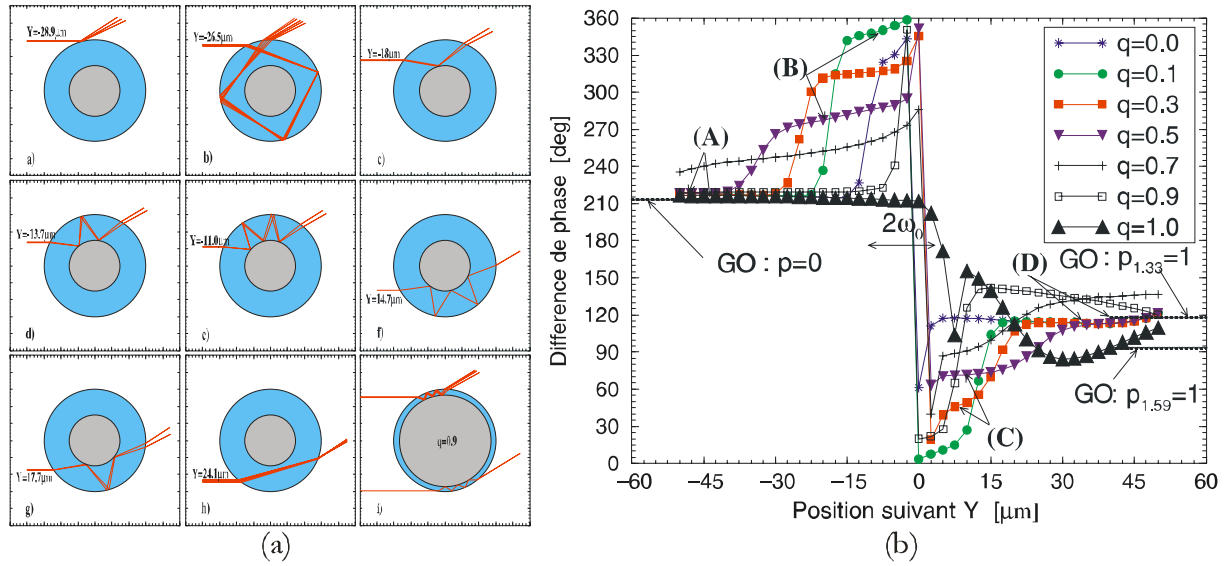 Y=-28.9µm
a)
Y=-26.5µm
b)
Y=-18µm
c)
Y=-13.7µm
d)
Y=-11.0µm
e)
Y=14.7µm
f)
Y=17.7µm
g)
Y=24.1µm
h)
q=0.9
i)
(a)
Différence de phase [deg]
360
330
300
270
240
210
180
150
120
90
60
30
0
−60
−45
−30
−15
0
15
30
45
60
Position suivant Y [µm]
(A)
(B)
(C)
(D)
2ω₀
GO : p=0
GO: p1.33=1
GO: p1.59=1
q=0.0
q=0.1
q=0.3
q=0.5
q=0.7
q=0.9
q=1.0
(b)